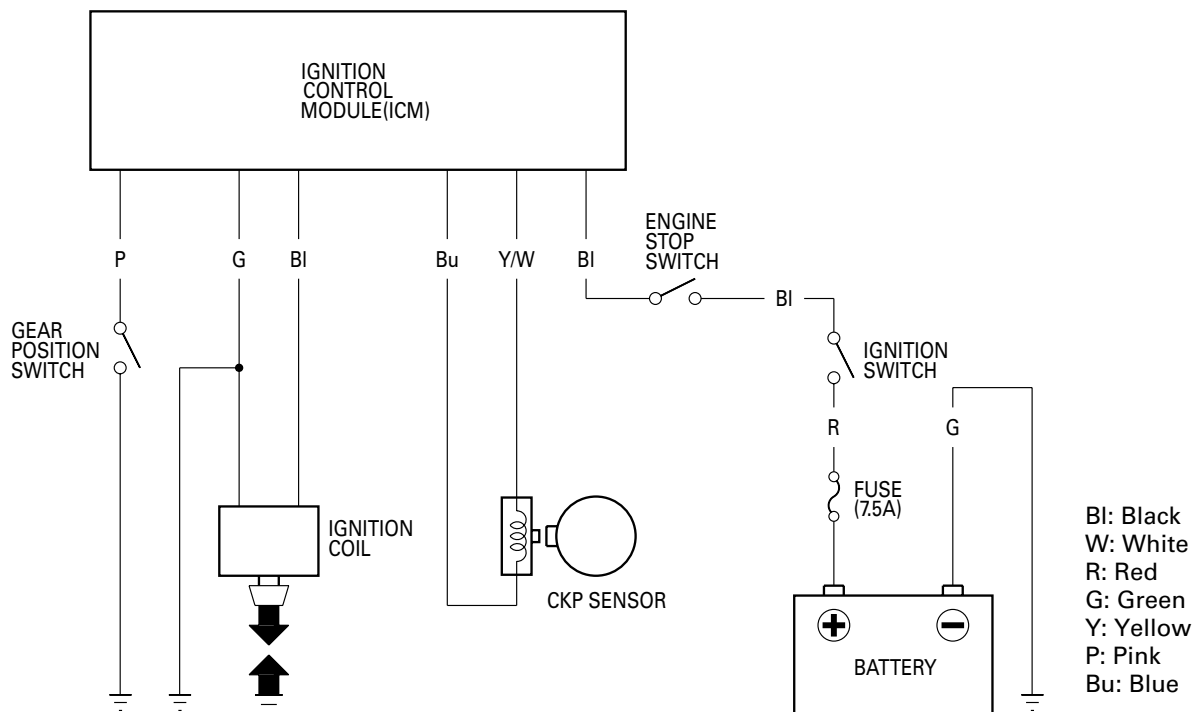 IGNITION
CONTROL
MODULE(ICM)
ENGINE
STOP
SWITCH
P
G
Bl
Bu
Y/W
Bl
Bl
GEAR
POSITION
SWITCH
IGNITION
SWITCH
R
G
FUSE
(7.5A)
IGNITION
COIL
CKP SENSOR
BATTERY
Bl: Black
W: White
R: Red
G: Green
Y: Yellow
P: Pink
Bu: Blue